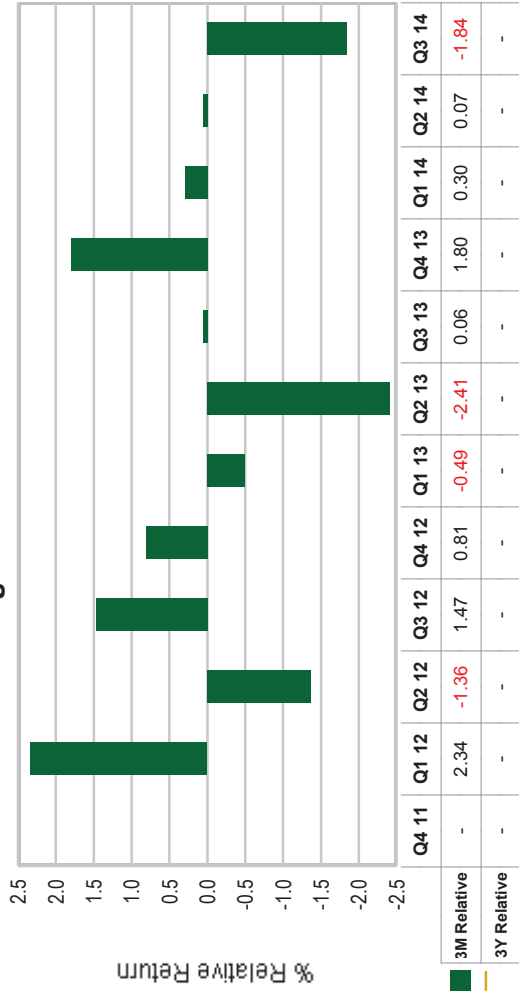 2.5
2.0
1.5
1.0
0.5
0.0
-0.5
-1.0
-1.5
-2.0
-2.5
% Relative Return
Q4 11 Q1 12 Q2 12 Q3 12 Q4 12 Q1 13 Q2 13 Q3 13 Q4 13 Q1 14 Q2 14 Q3 14
3M Relative - 2.34 -1.36 1.47 0.81 -0.49 -2.41 0.06 1.80 0.30 0.07 -1.84
3Y Relative - - - - - - - - - - - -